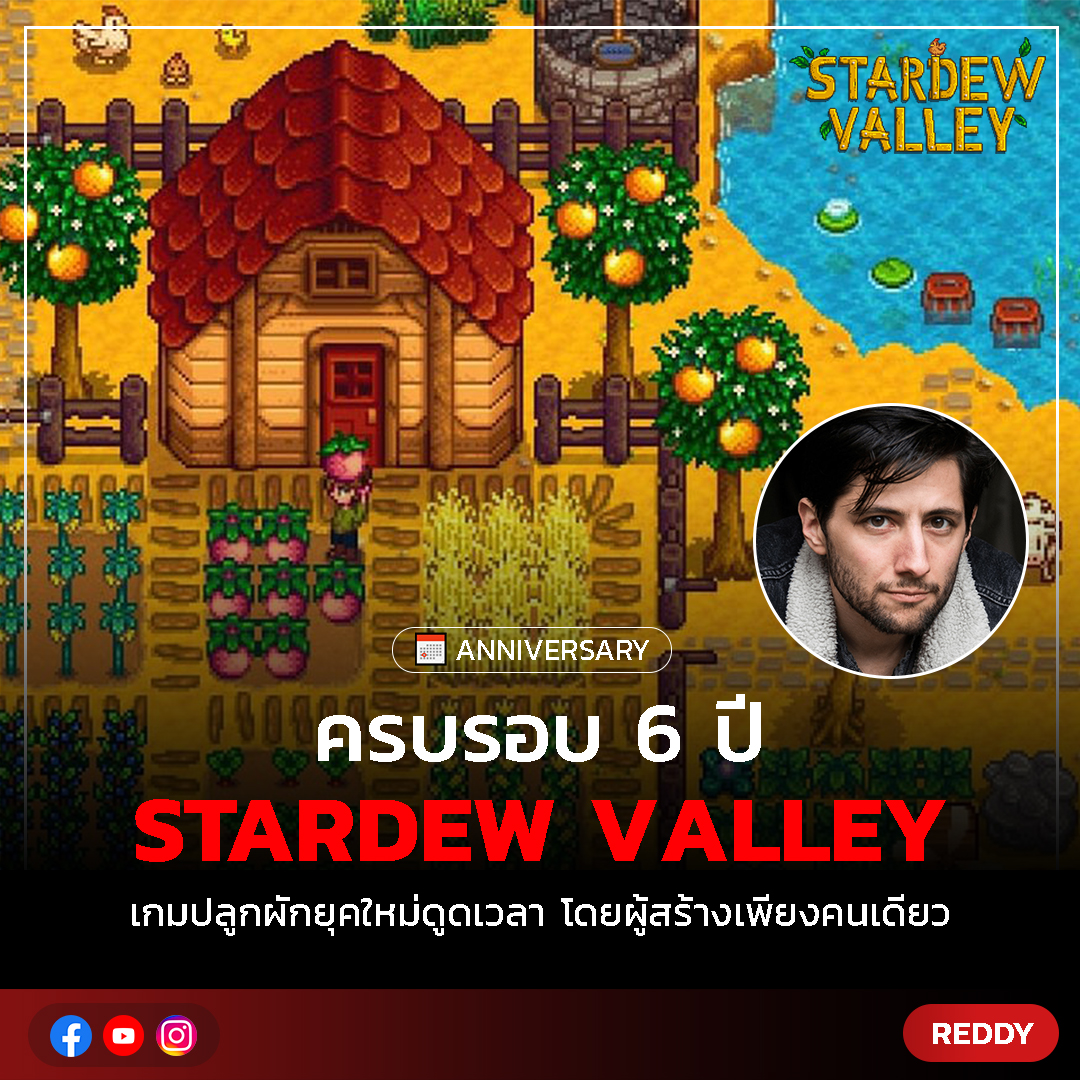 STARDEW
VALLEY
ANNIVERSARY
ครบรอบ 6 ปี
STARDEW VALLEY
เกมปลูกผักยุคใหม่ดูดเวลา โดยผู้สร้างเพียงคนเดียว
REDDY